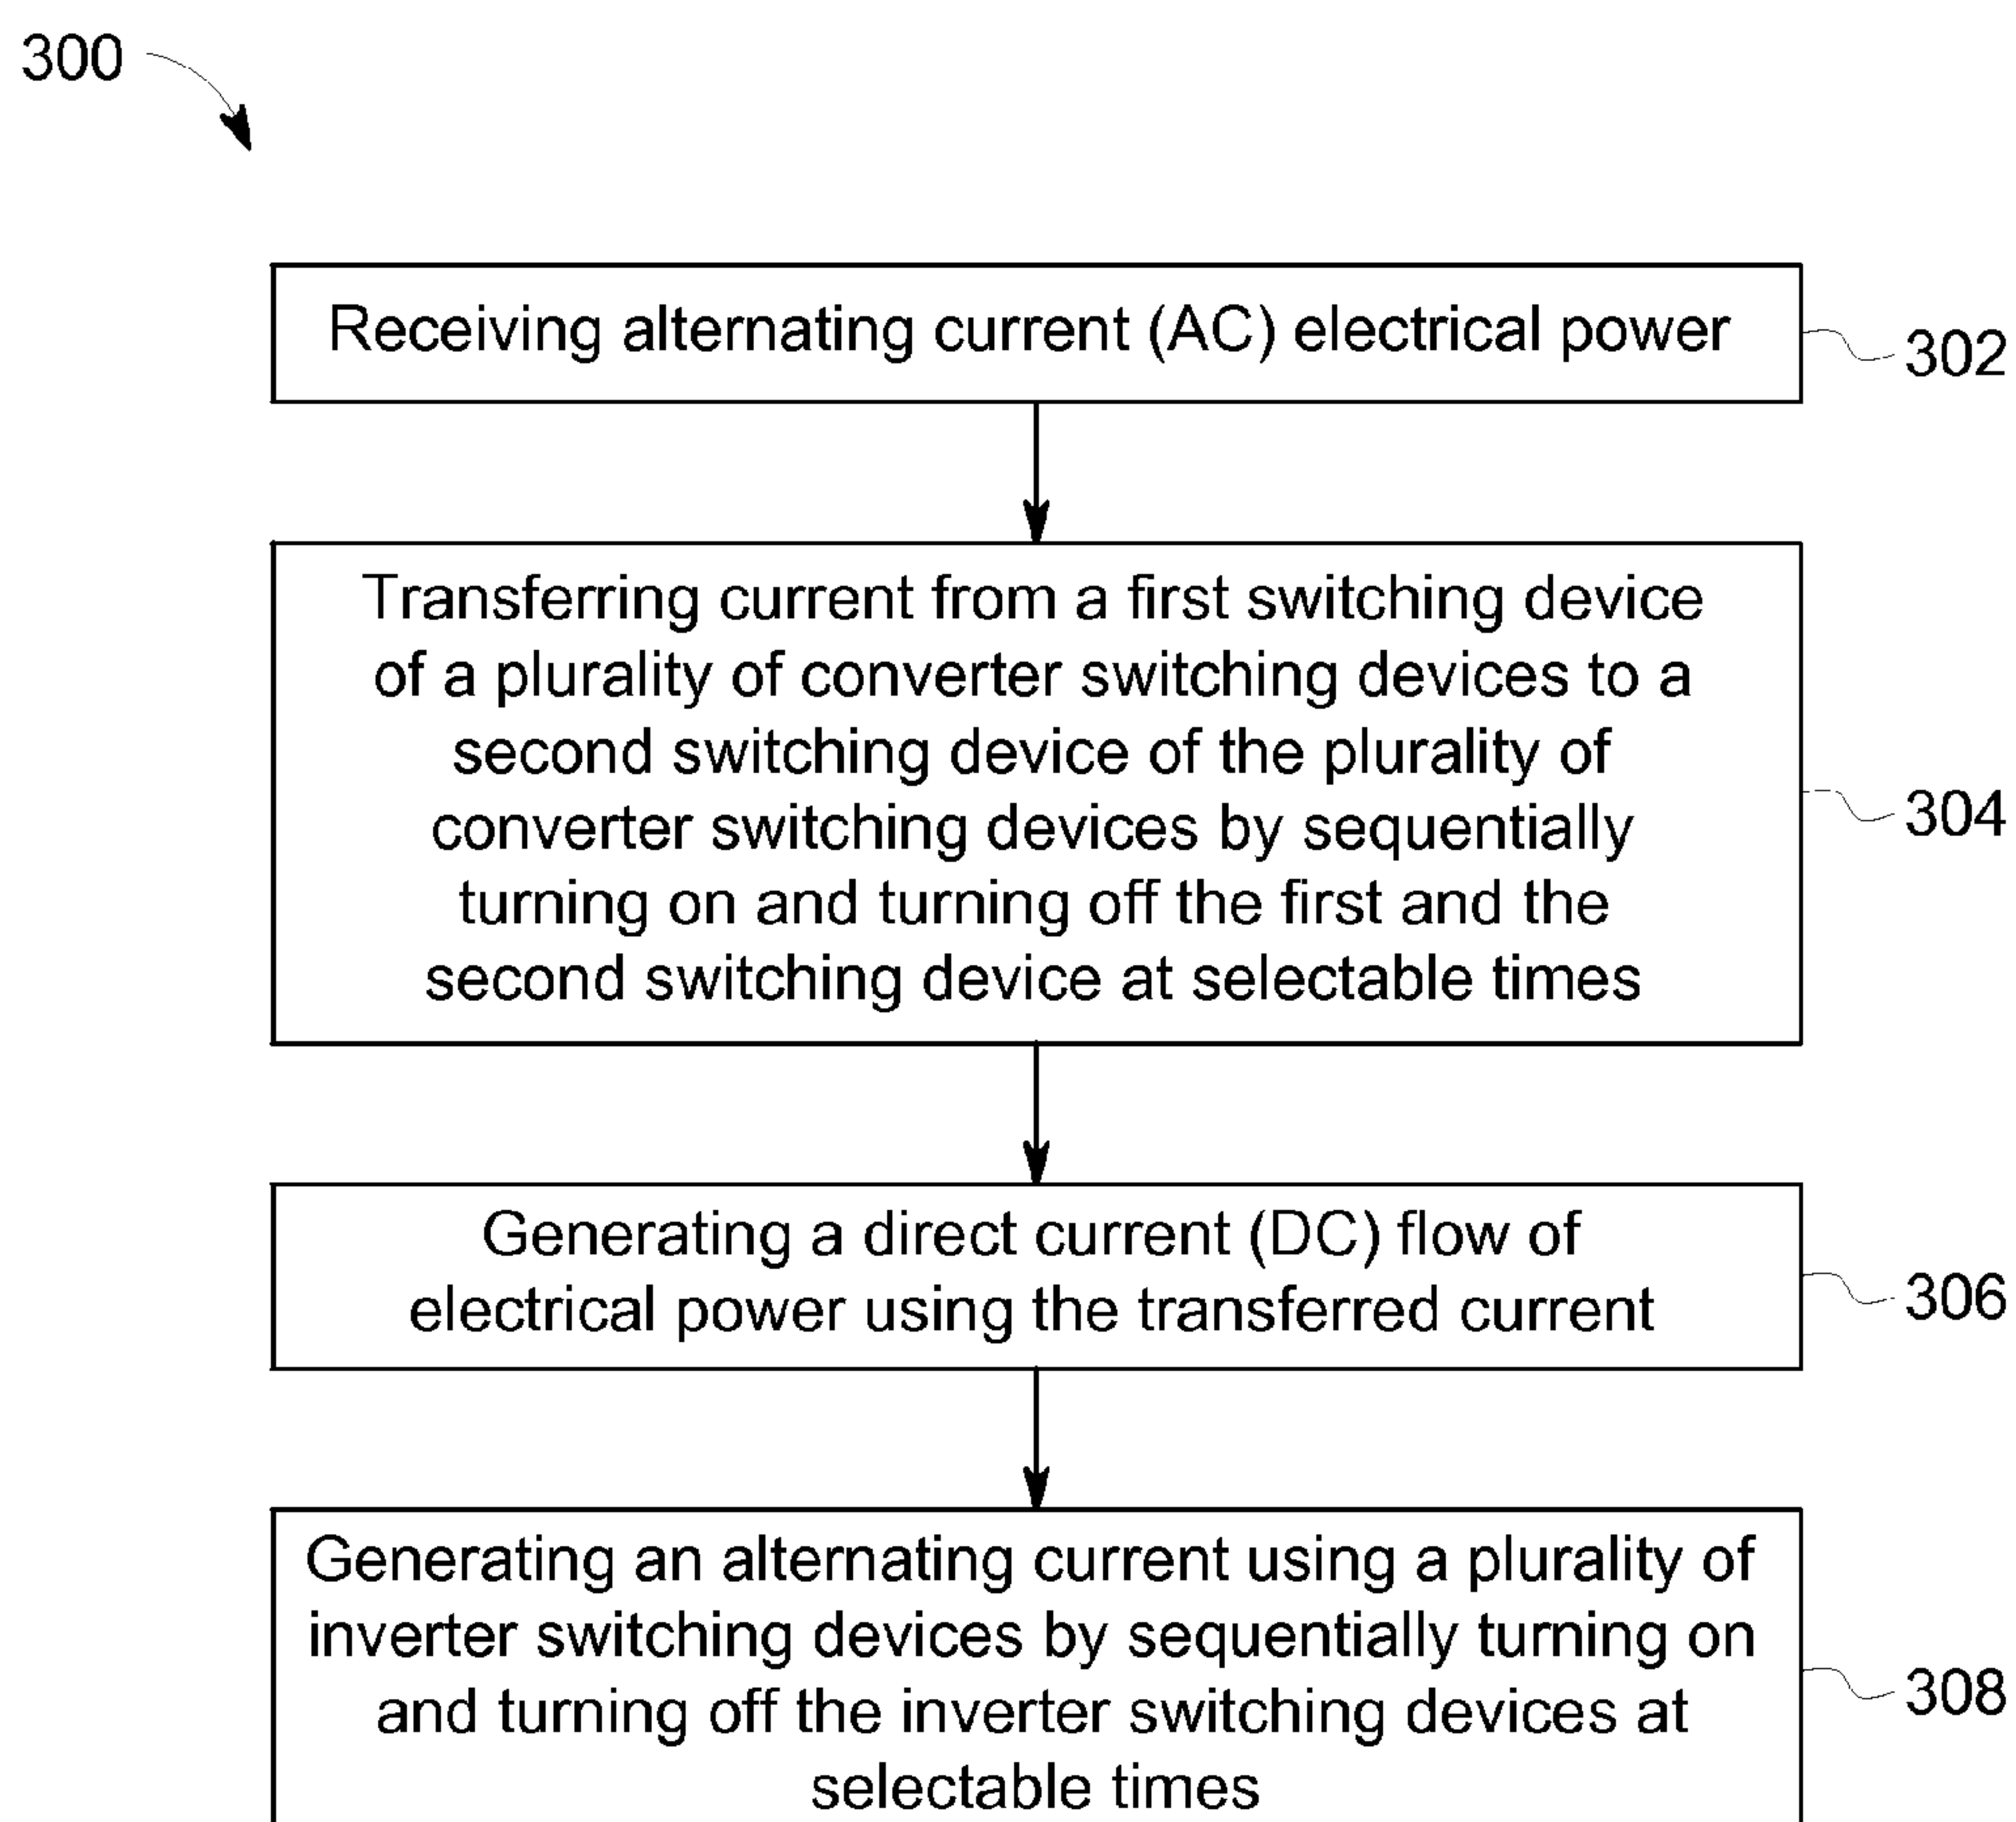 300
Receiving alternating current (AC) electrical power
302
Transferring current from a first switching device
of a plurality of converter switching devices to a
second switching device of the plurality of
converter switching devices by sequentially
turning on and turning off the first and the
second switching device at selectable times
304
Generating a direct current (DC) flow of
electrical power using the transferred current
306
Generating an alternating current using a plurality of
inverter switching devices by sequentially turning on
and turning off the inverter switching devices at
selectable times
308